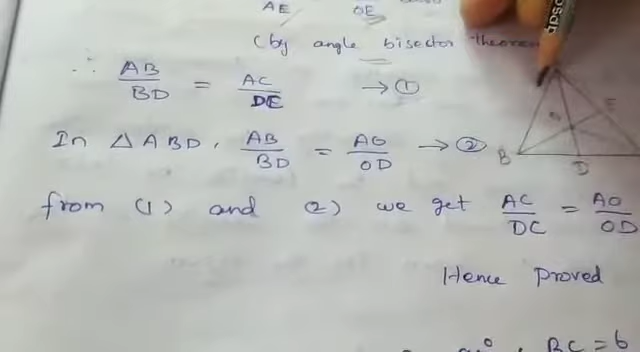 AE OE
(by angle bisector theorem
∴ AB/BD = AC/DE → ①
In △ ABD, AB/BD = AO/OD → ②
from (1) and (2) we get AC/DC = AO/OD
Hence Proved
B D E
BC = 6